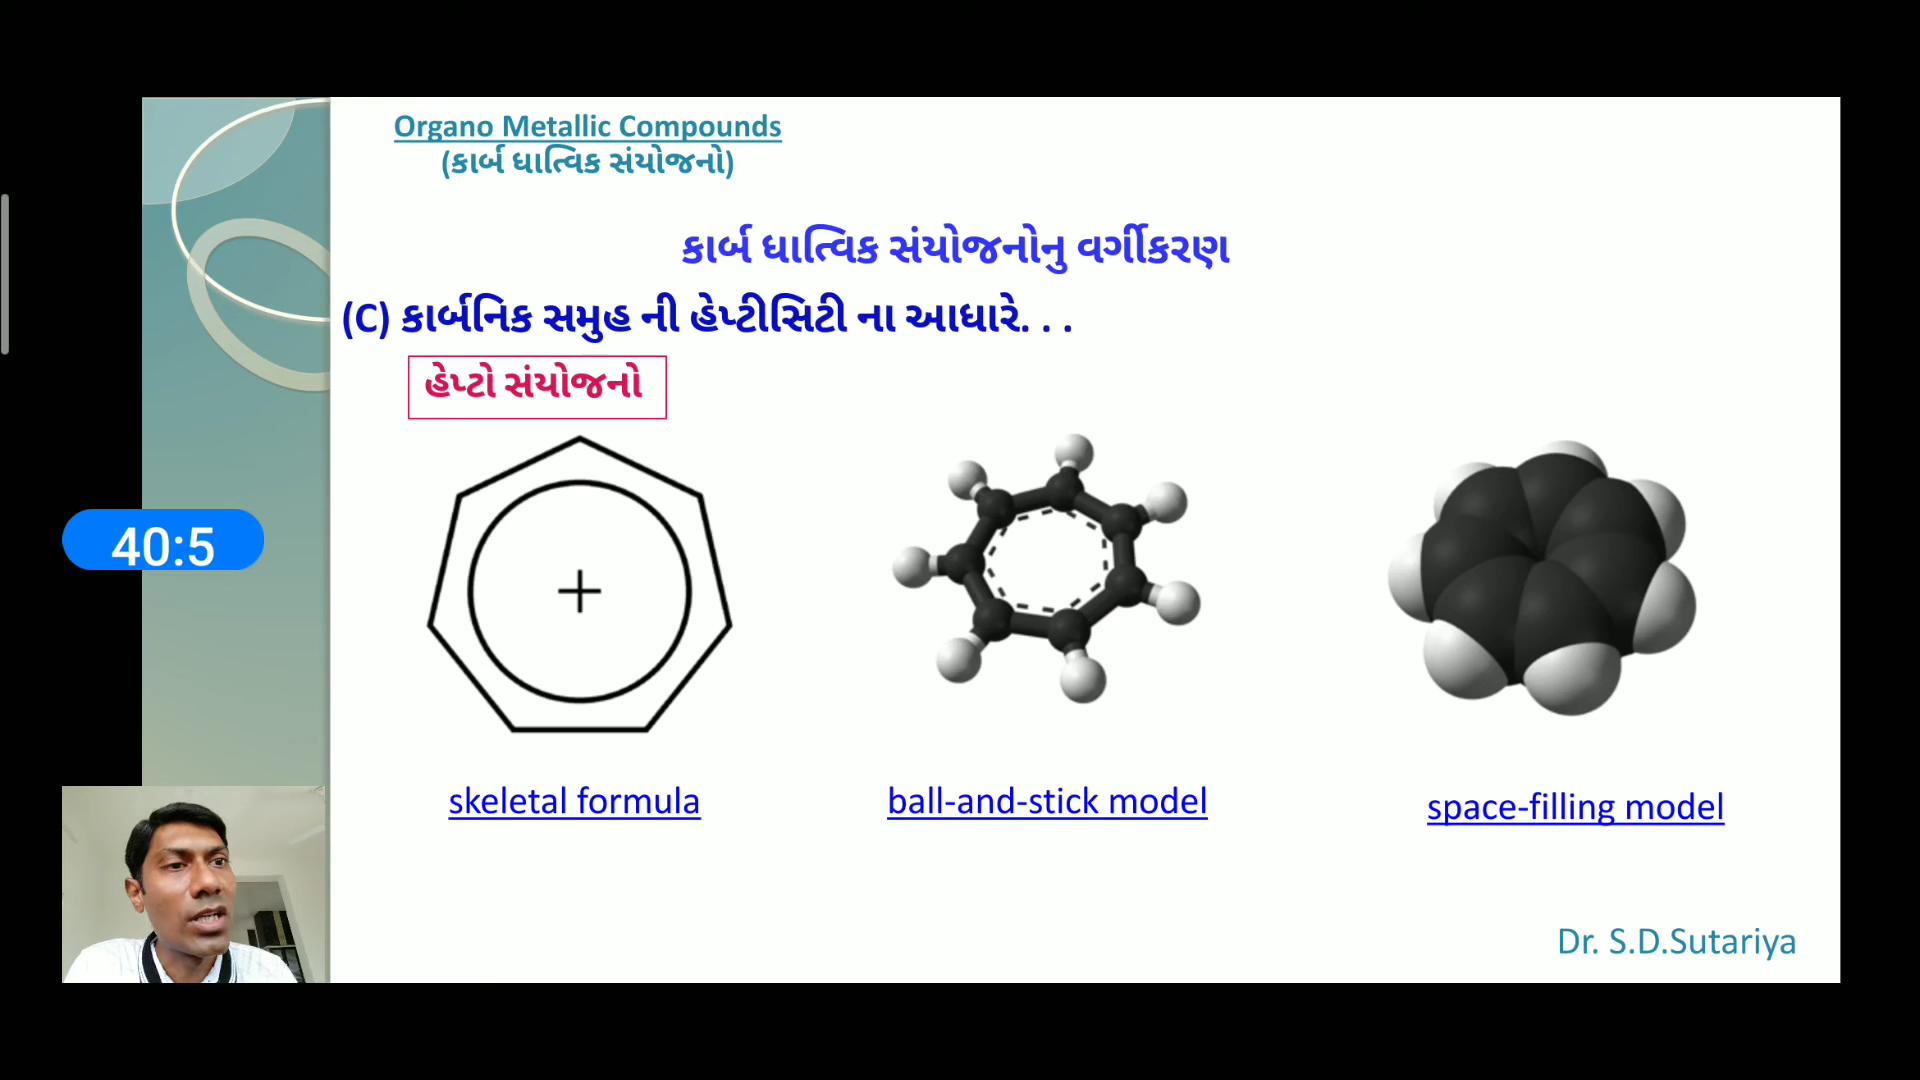 Organo Metallic Compounds
(કાર્બ ધાત્વિક સંયોજનો)
કાર્બ ધાત્વિક સંયોજનોનુ વર્ગીકરણ
(C) કાર્બનિક સમુહ ની હેપ્ટીસિટી ના આધારે. . .
હેપ્ટો સંયોજનો
+
40:5
skeletal formula
ball-and-stick model
space-filling model
Dr. S.D.Sutariya